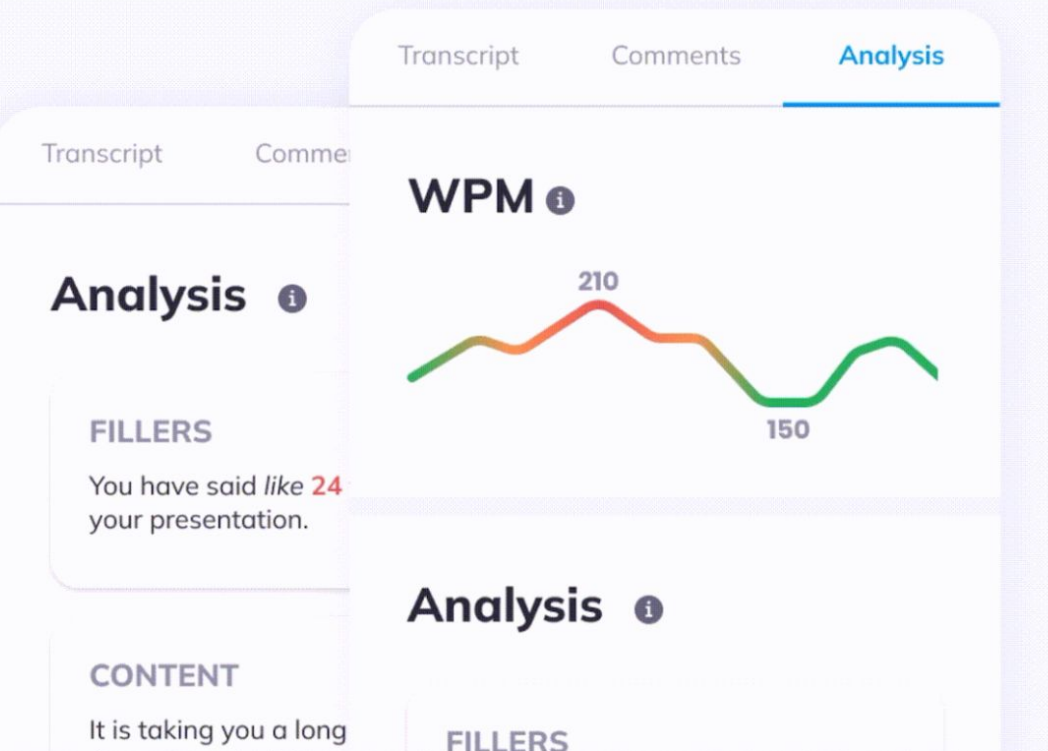 Transcript Comments Analysis
WPM
210
150
Analysis
FILLERS
Transcript
Analysis
FILLERS
You have said like 24
your presentation.
CONTENT
It is taking you a long